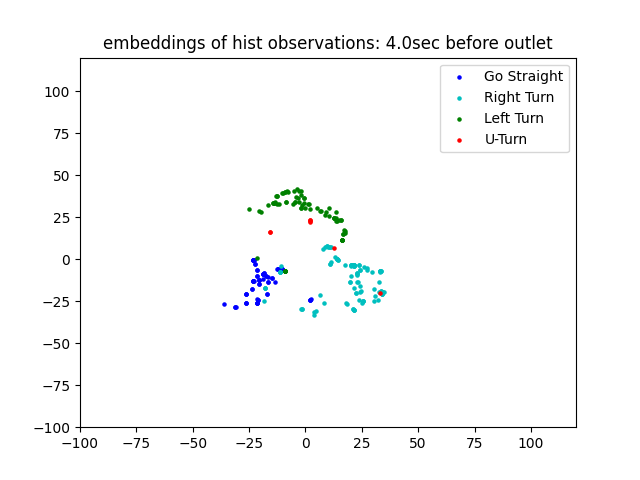 embeddings of hist observations: 4.0sec before outlet
Go Straight
Right Turn
Left Turn
U-Turn
100
75
50
25
0
−25
−50
−75
−100
−100 −75 −50 −25 0 25 50 75 100